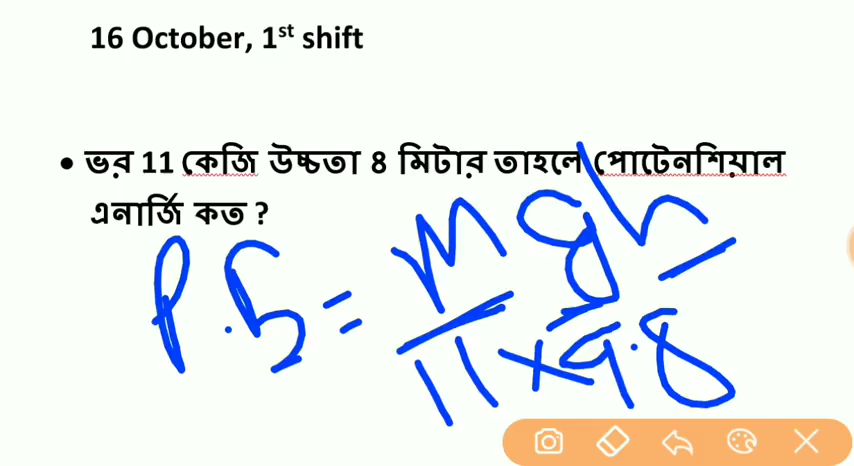 16 October, 1st shift
• ভর 11 কেজি উচ্চতা 8 মিটার তাহলে পোটেনশিয়াল
এনার্জি কত ?
P.E = mgh
11 × 9.8